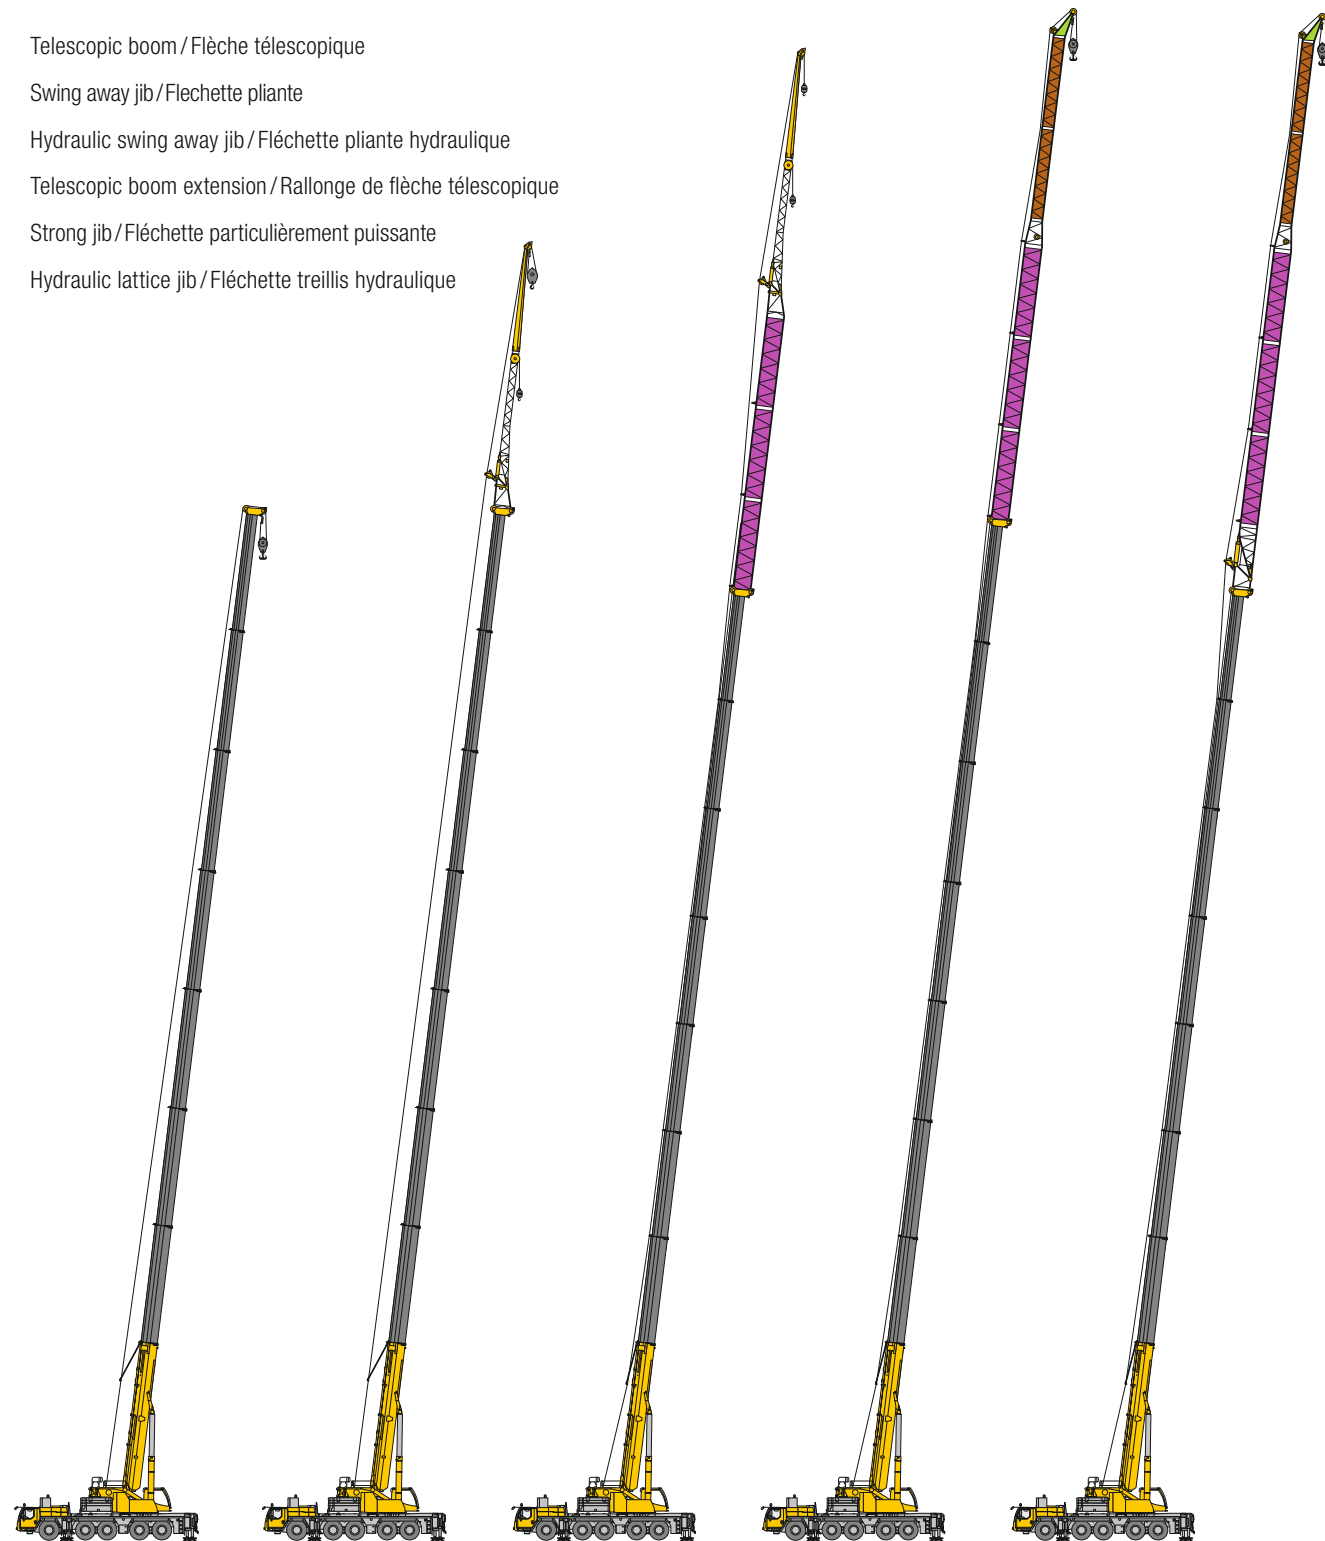 Telescopic boom / Flèche télescopique
Swing away jib / Flechette pliante
Hydraulic swing away jib / Fléchette pliante hydraulique
Telescopic boom extension / Rallonge de flèche télescopique
Strong jib / Fléchette particulièrement puissante
Hydraulic lattice jib / Fléchette treillis hydraulique